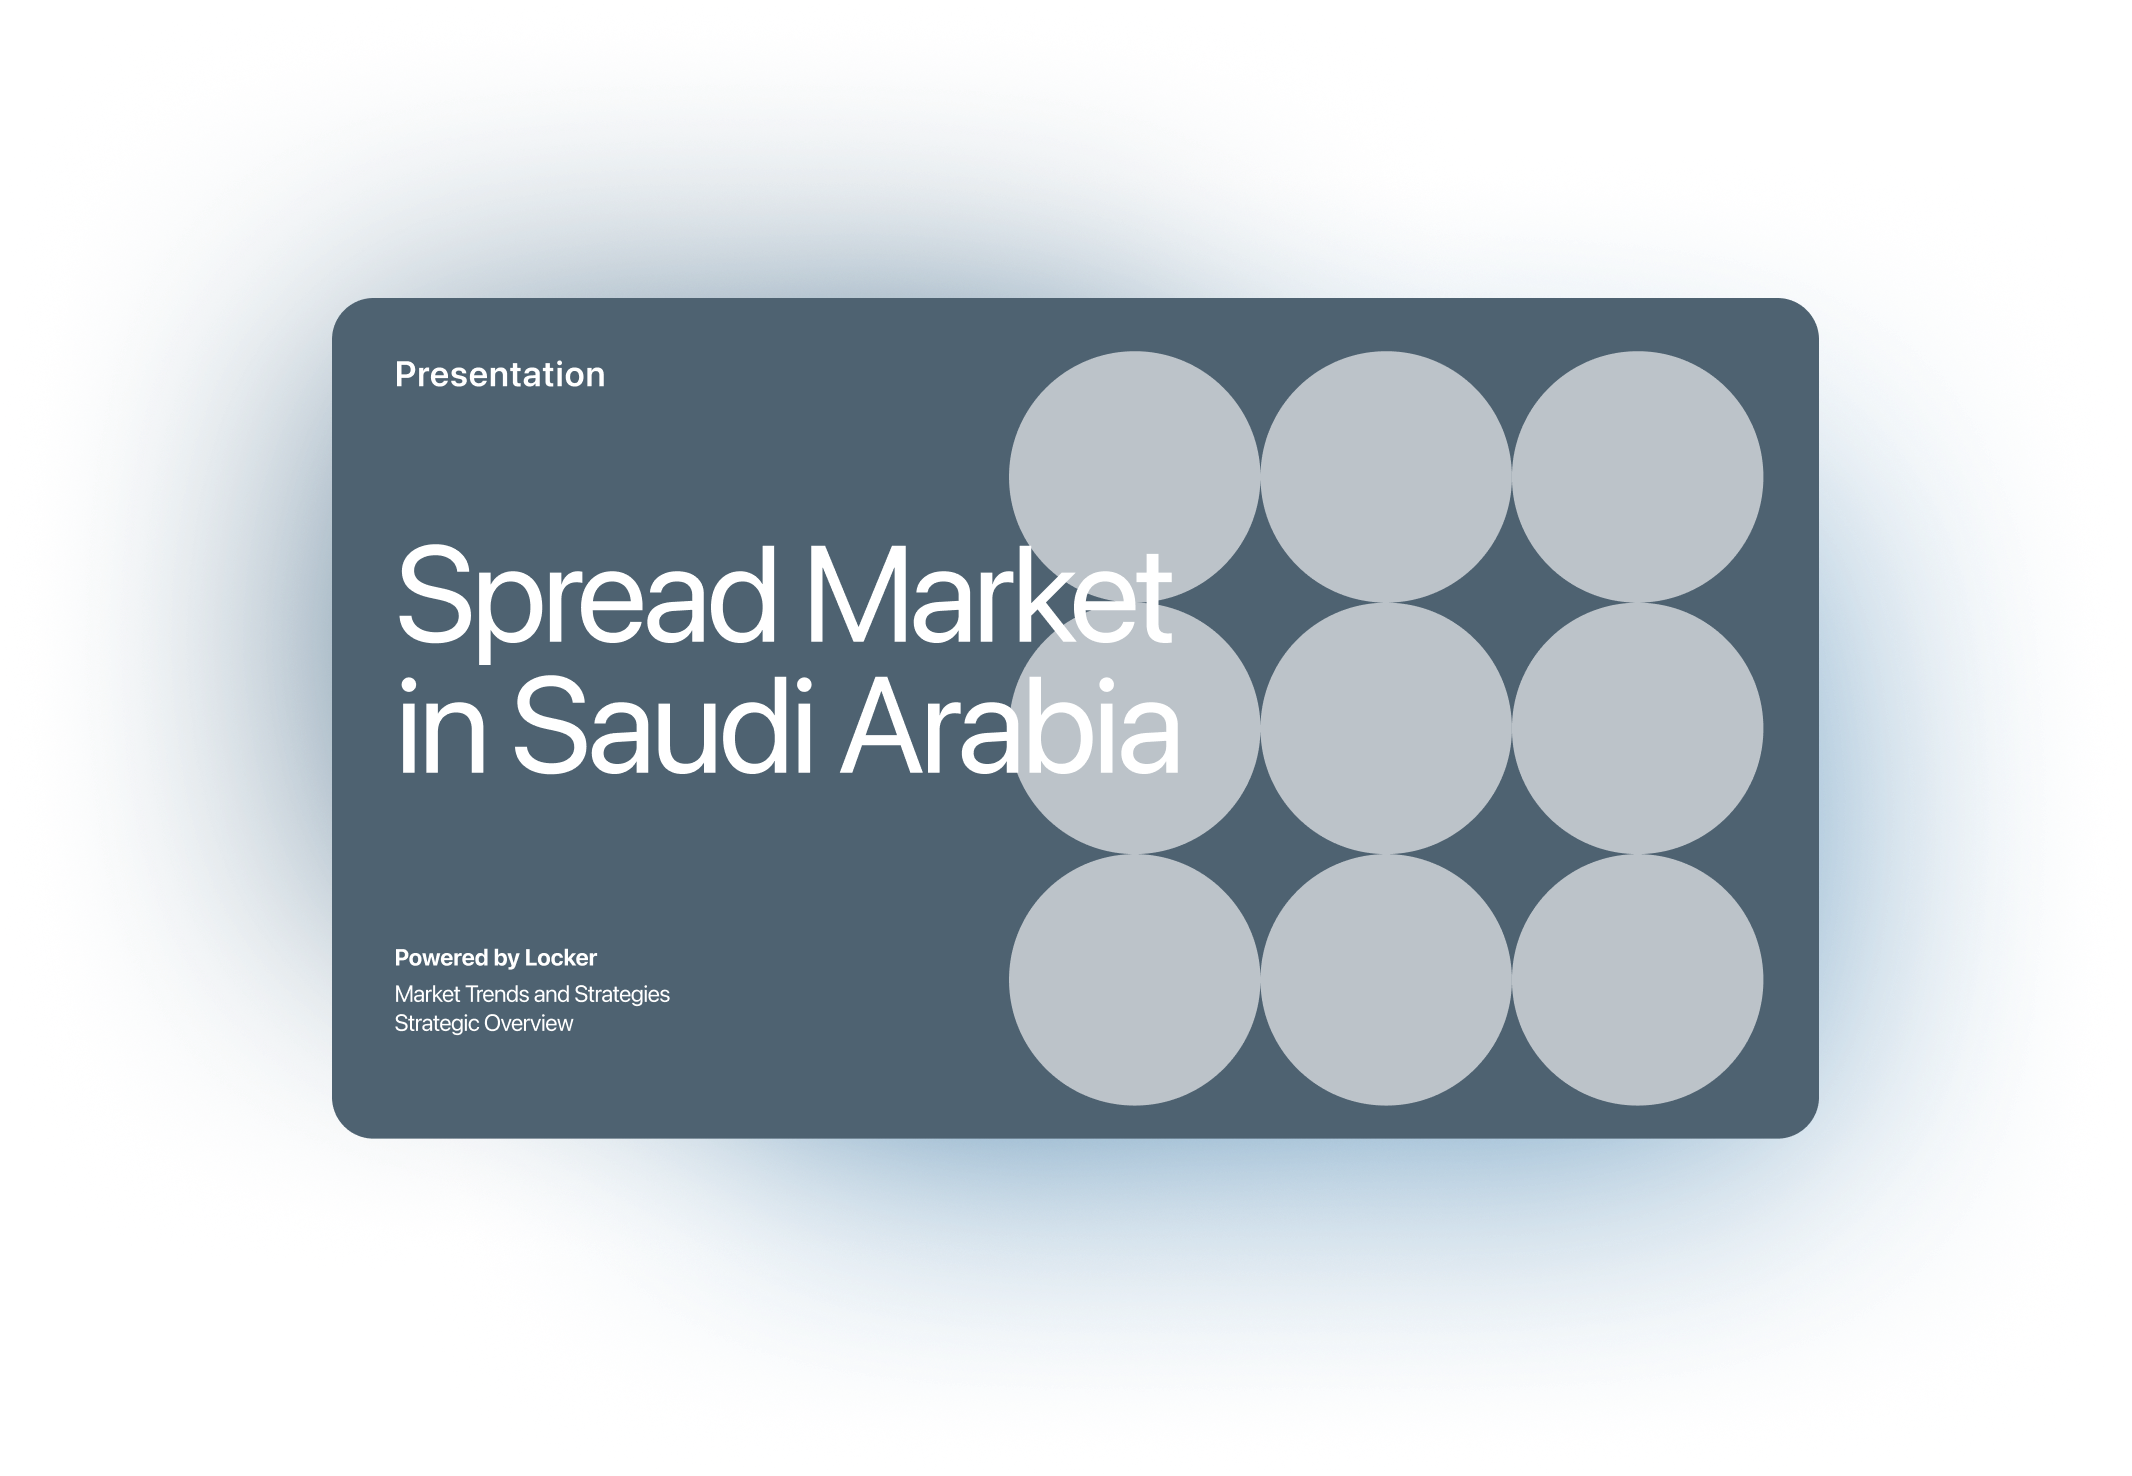 Presentation
Spread Market
in Saudi Arabia
Powered by Locker
Market Trends and Strategies
Strategic Overview